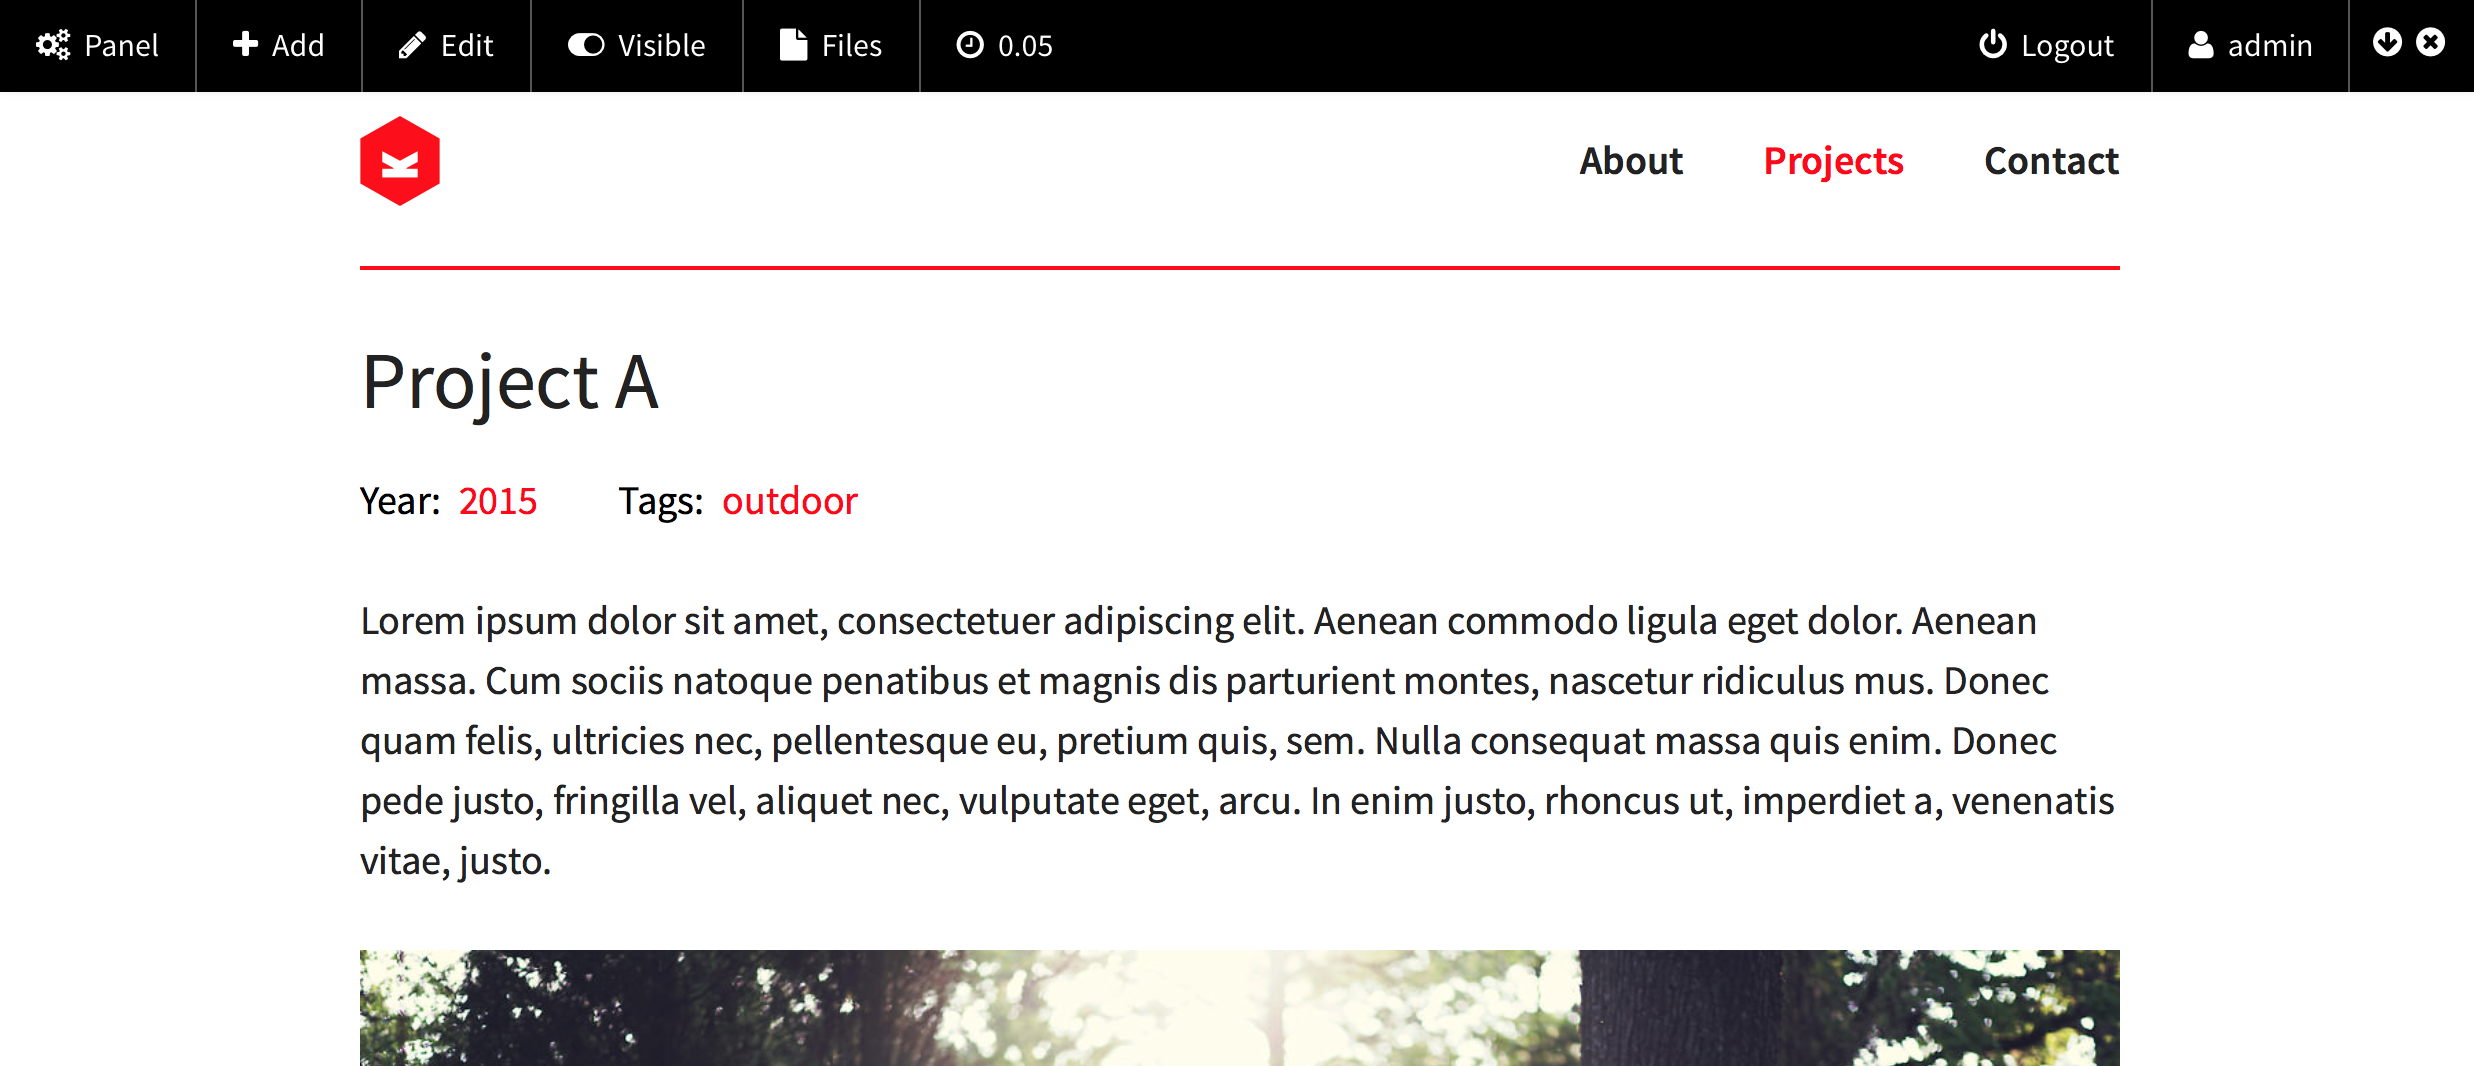 Panel Add Edit Visible Files 0.05 Logout admin
About Projects Contact
Project A
Year: 2015 Tags: outdoor
Lorem ipsum dolor sit amet, consectetuer adipiscing elit. Aenean commodo ligula eget dolor. Aenean
massa. Cum sociis natoque penatibus et magnis dis parturient montes, nascetur ridiculus mus. Donec
quam felis, ultricies nec, pellentesque eu, pretium quis, sem. Nulla consequat massa quis enim. Donec
pede justo, fringilla vel, aliquet nec, vulputate eget, arcu. In enim justo, rhoncus ut, imperdiet a, venenatis
vitae, justo.